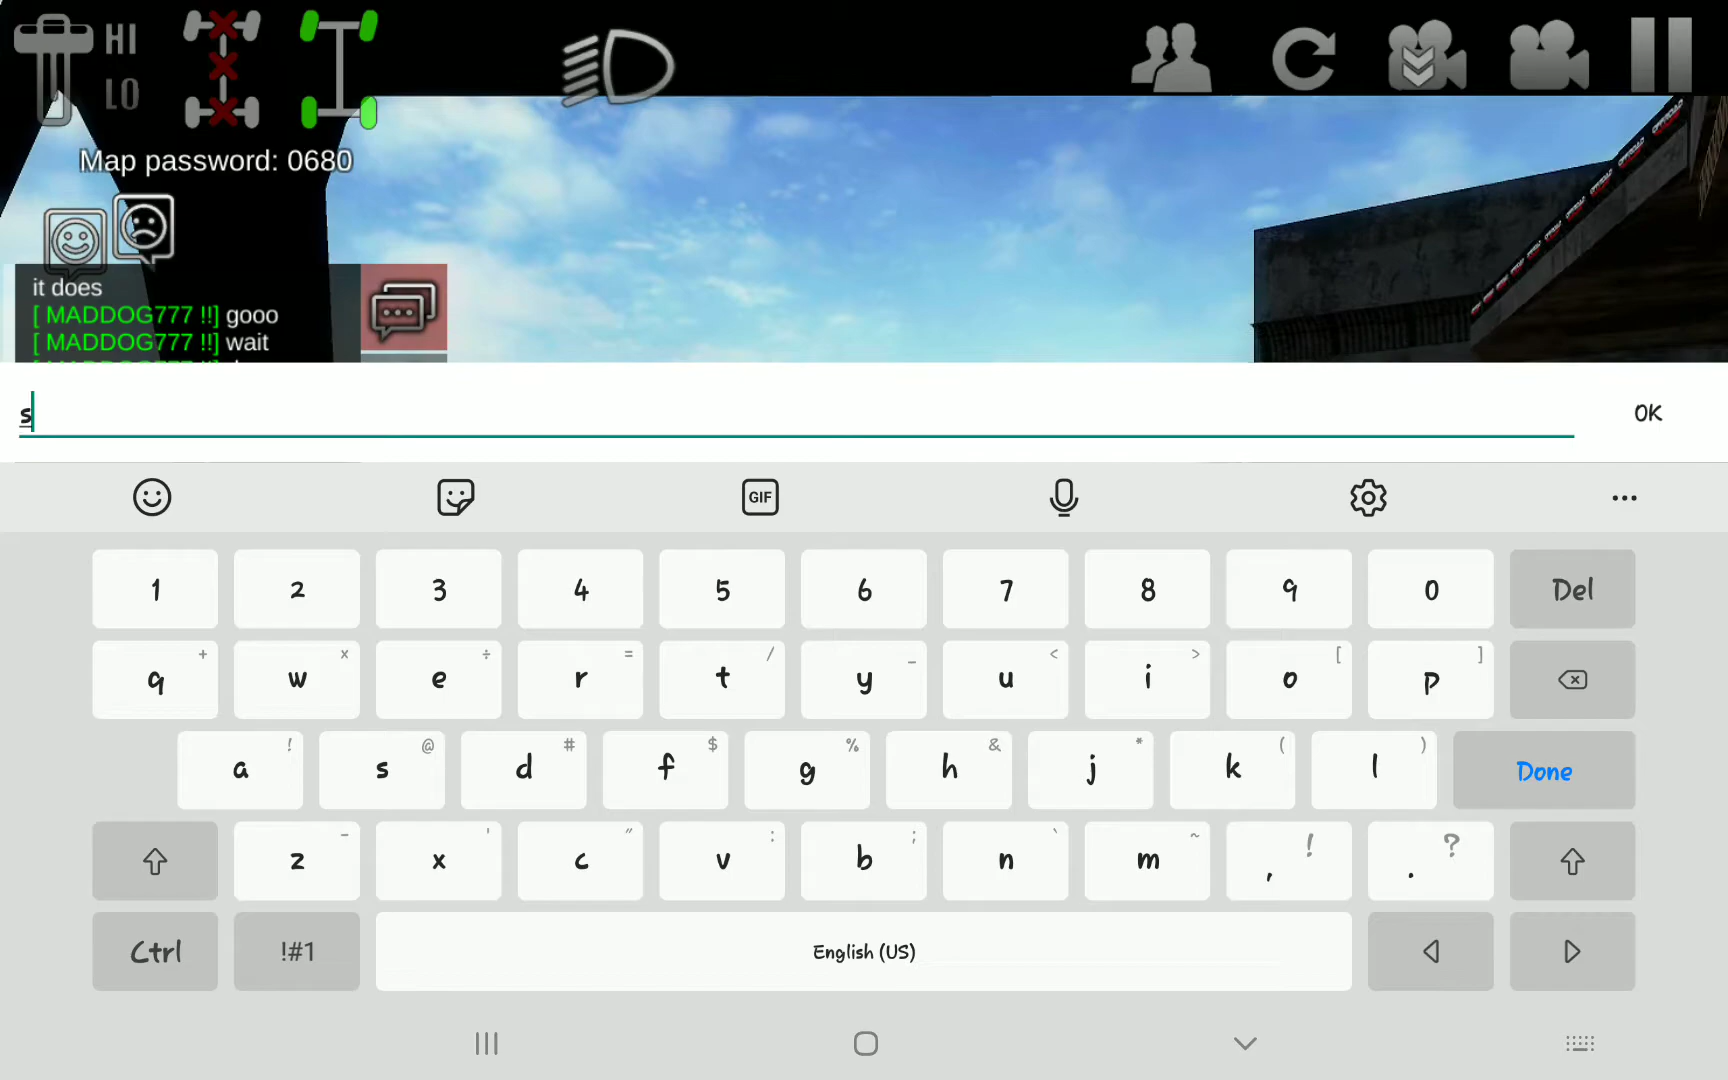 HI
LO
Map password: 0680
it does
[ MADDOG777 !!] gooo
[ MADDOG777 !!] wait
s
OK
GIF
1 2 3 4 5 6 7 8 9 0 Del
+ × ÷ = / _ < > [ ]
q w e r t y u i o p
! @ # $ % & * ( )
a s d f g h j k l Done
- ' " : ; ` ~ ! ?
z x c v b n m , .
Ctrl !#1 English (US)